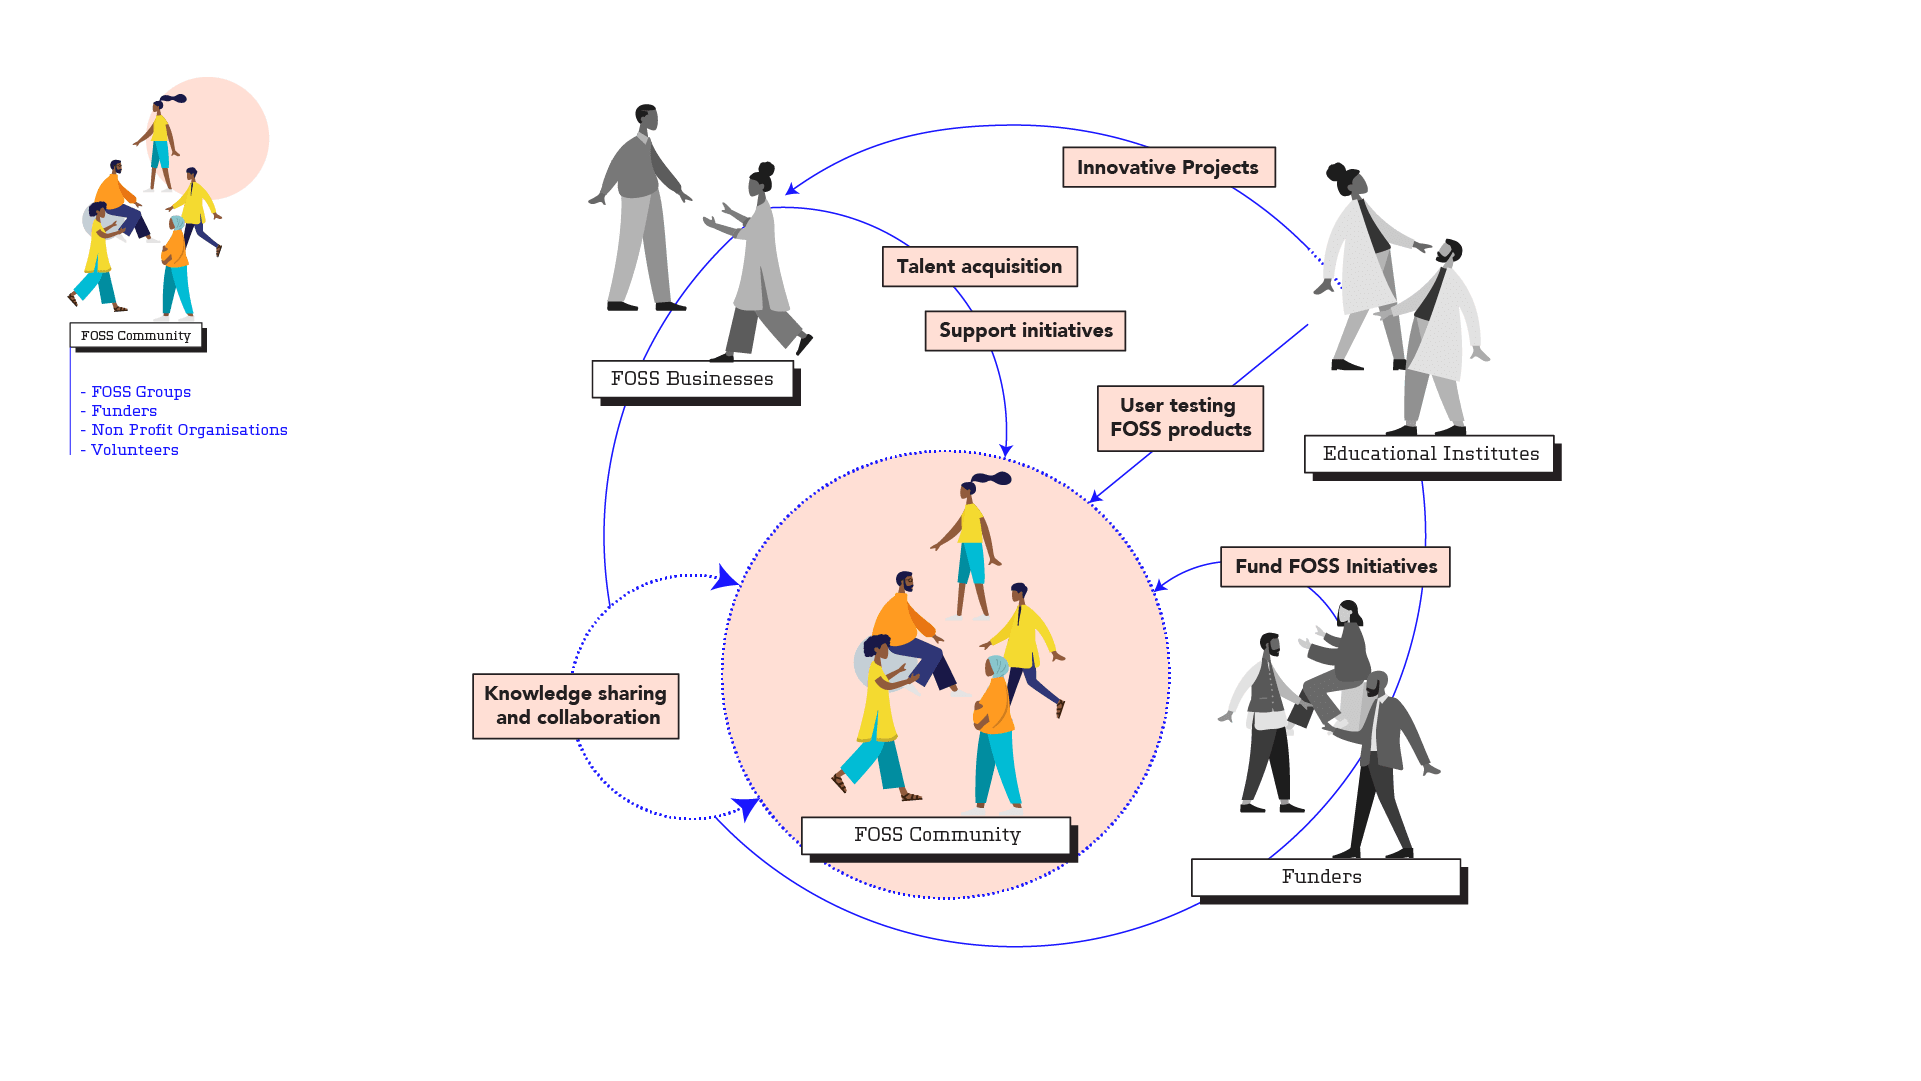 FOSS Community
- FOSS Groups
- Funders
- Non Profit Organisations
- Volunteers
Innovative Projects
Talent acquisition
Support initiatives
FOSS Businesses
User testing
FOSS products
Educational Institutes
Fund FOSS Initiatives
Knowledge sharing
and collaboration
FOSS Community
Funders